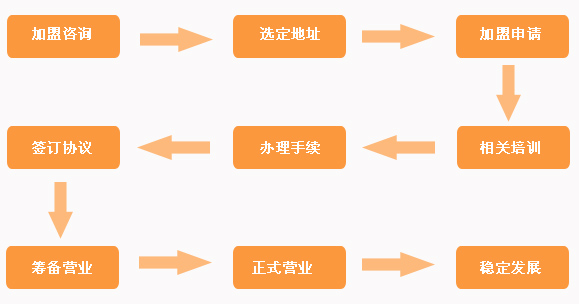 加盟咨询
选定地址
加盟申请
相关培训
办理手续
签订协议
筹备营业
正式营业
稳定发展